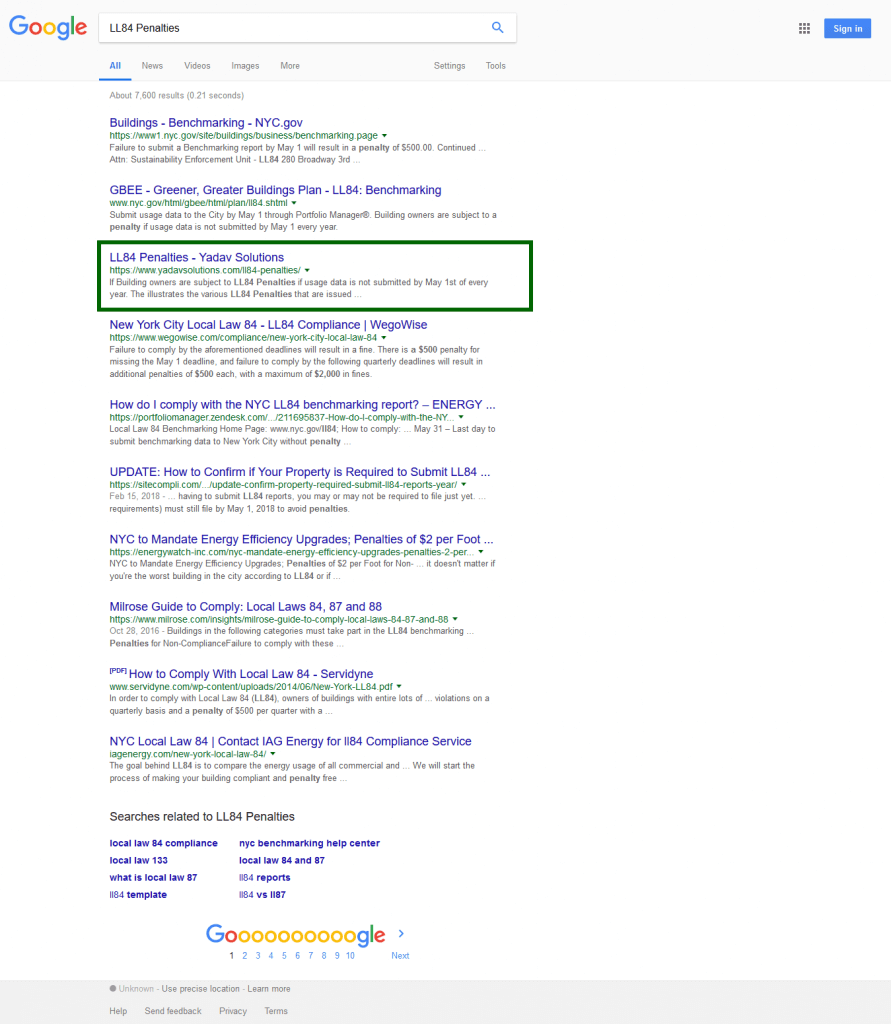 Google
LL84 Penalties
Sign in
All News Videos Images More Settings Tools
About 7,600 results (0.21 seconds)
Buildings - Benchmarking - NYC.gov
https://www1.nyc.gov/site/buildings/business/benchmarking.page
Failure to submit a Benchmarking report by May 1 will result in a penalty of $500.00. Continued ...
Attn: Sustainability Enforcement Unit - LL84 280 Broadway 3rd ...
GBEE - Greener, Greater Buildings Plan - LL84: Benchmarking
www.nyc.gov/html/gbee/html/plan/ll84.shtml
Submit usage data to the City by May 1 through Portfolio Manager®. Building owners are subject to a
penalty if usage data is not submitted by May 1 every year.
LL84 Penalties - Yadav Solutions
https://www.yadavsolutions.com/ll84-penalties/
If Building owners are subject to LL84 Penalties if usage data is not submitted by May 1st of every
year. The illustrates the various LL84 Penalties that are issued ...
New York City Local Law 84 - LL84 Compliance | WegoWise
https://www.wegowise.com/compliance/new-york-city-local-law-84
Failure to comply by the aforementioned deadlines will result in a fine. There is a $500 penalty for
missing the May 1 deadline, and failure to comply by the following quarterly deadlines will result in
additional penalties of $500 each, with a maximum of $2,000 in fines.
How do I comply with the NYC LL84 benchmarking report? – ENERGY ...
https://portfoliomanager.zendesk.com/.../211695837-How-do-I-comply-with-the-NY...
Local Law 84 Benchmarking Home Page: www.nyc.gov/ll84; How to comply: ... May 31 – Last day to
submit benchmarking data to New York City without penalty ...
UPDATE: How to Confirm if Your Property is Required to Submit LL84 ...
https://sitecompli.com/.../update-confirm-property-required-submit-ll84-reports-year/
Feb 15, 2018 - ... having to submit LL84 reports, you may or may not be required to file just yet. ...
requirements) must still file by May 1, 2018 to avoid penalties.
NYC to Mandate Energy Efficiency Upgrades; Penalties of $2 per Foot ...
https://energywatch-inc.com/nyc-mandate-energy-efficiency-upgrades-penalties-2-per...
NYC to Mandate Energy Efficiency Upgrades; Penalties of $2 per Foot for Non- ... it doesn't matter if
you're the worst building in the city according to LL84 or if ...
Milrose Guide to Comply: Local Laws 84, 87 and 88
https://www.milrose.com/insights/milrose-guide-to-comply-local-laws-84-87-and-88
Oct 28, 2016 - Buildings in the following categories must take part in the LL84 benchmarking ...
Penalties for Non-ComplianceFailure to comply with these ...
[PDF] How to Comply With Local Law 84 - Servidyne
www.servidyne.com/wp-content/uploads/2014/06/New-York-LL84.pdf
In order to comply with Local Law 84 (LL84), owners of buildings with entire lots of ... violations on a
quarterly basis and a penalty of $500 per quarter with a ...
NYC Local Law 84 | Contact IAG Energy for ll84 Compliance Service
iagenergy.com/new-york-local-law-84/
The goal behind LL84 is to compare the energy usage of all commercial and ... We will start the
process of making your building compliant and penalty free ...
Searches related to LL84 Penalties
local law 84 compliance nyc benchmarking help center
local law 133 local law 84 and 87
what is local law 87 ll84 reports
ll84 template ll84 vs ll87
Goooooooooogle
1 2 3 4 5 6 7 8 9 10 Next
Unknown - Use precise location - Learn more
Help Send feedback Privacy Terms